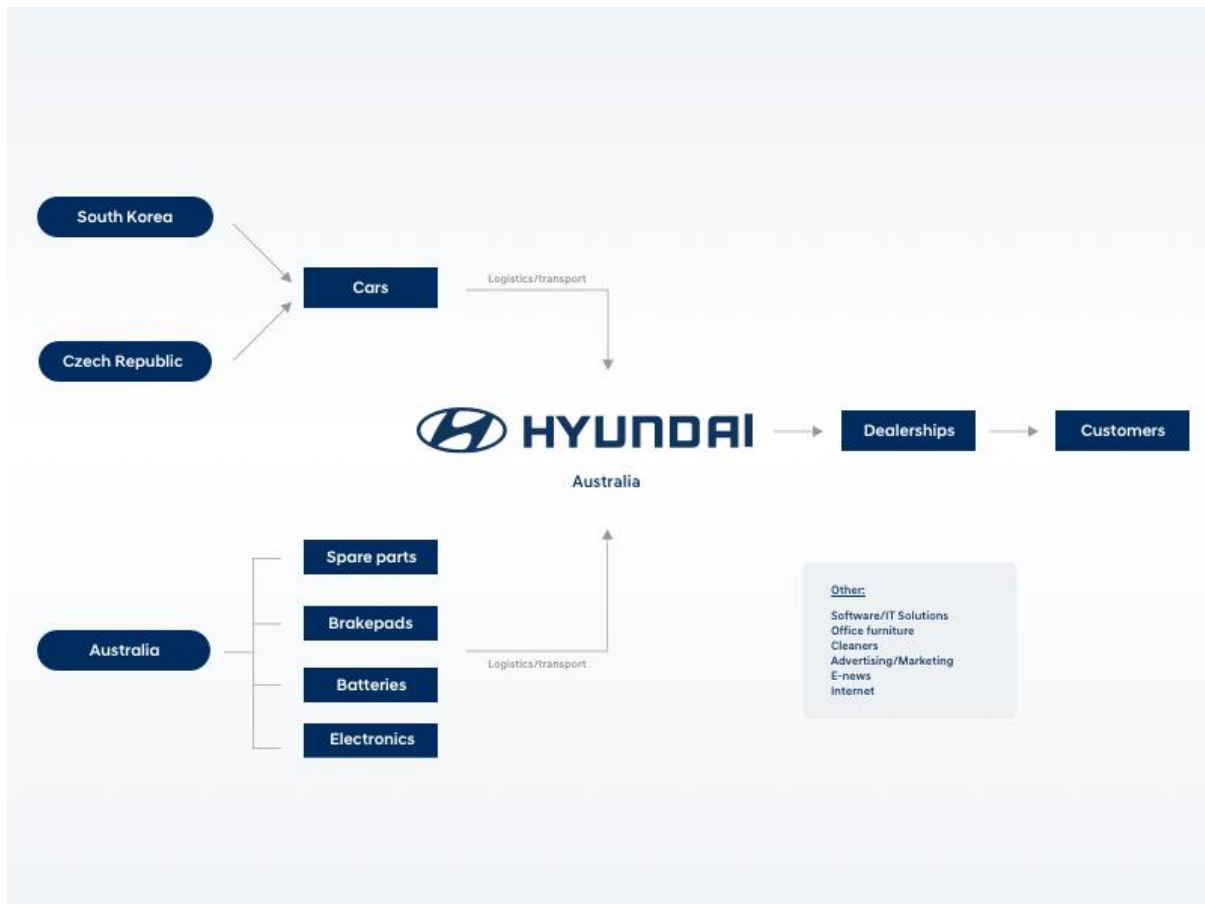 South Korea
Cars
Logistics/transport
Czech Republic
HYUNDAI
Australia
Dealerships
Customers
Australia
Spare parts
Brakepads
Batteries
Electronics
Logistics/transport
Other:
Software/IT Solutions
Office furniture
Cleaners
Advertising/Marketing
E-news
Internet